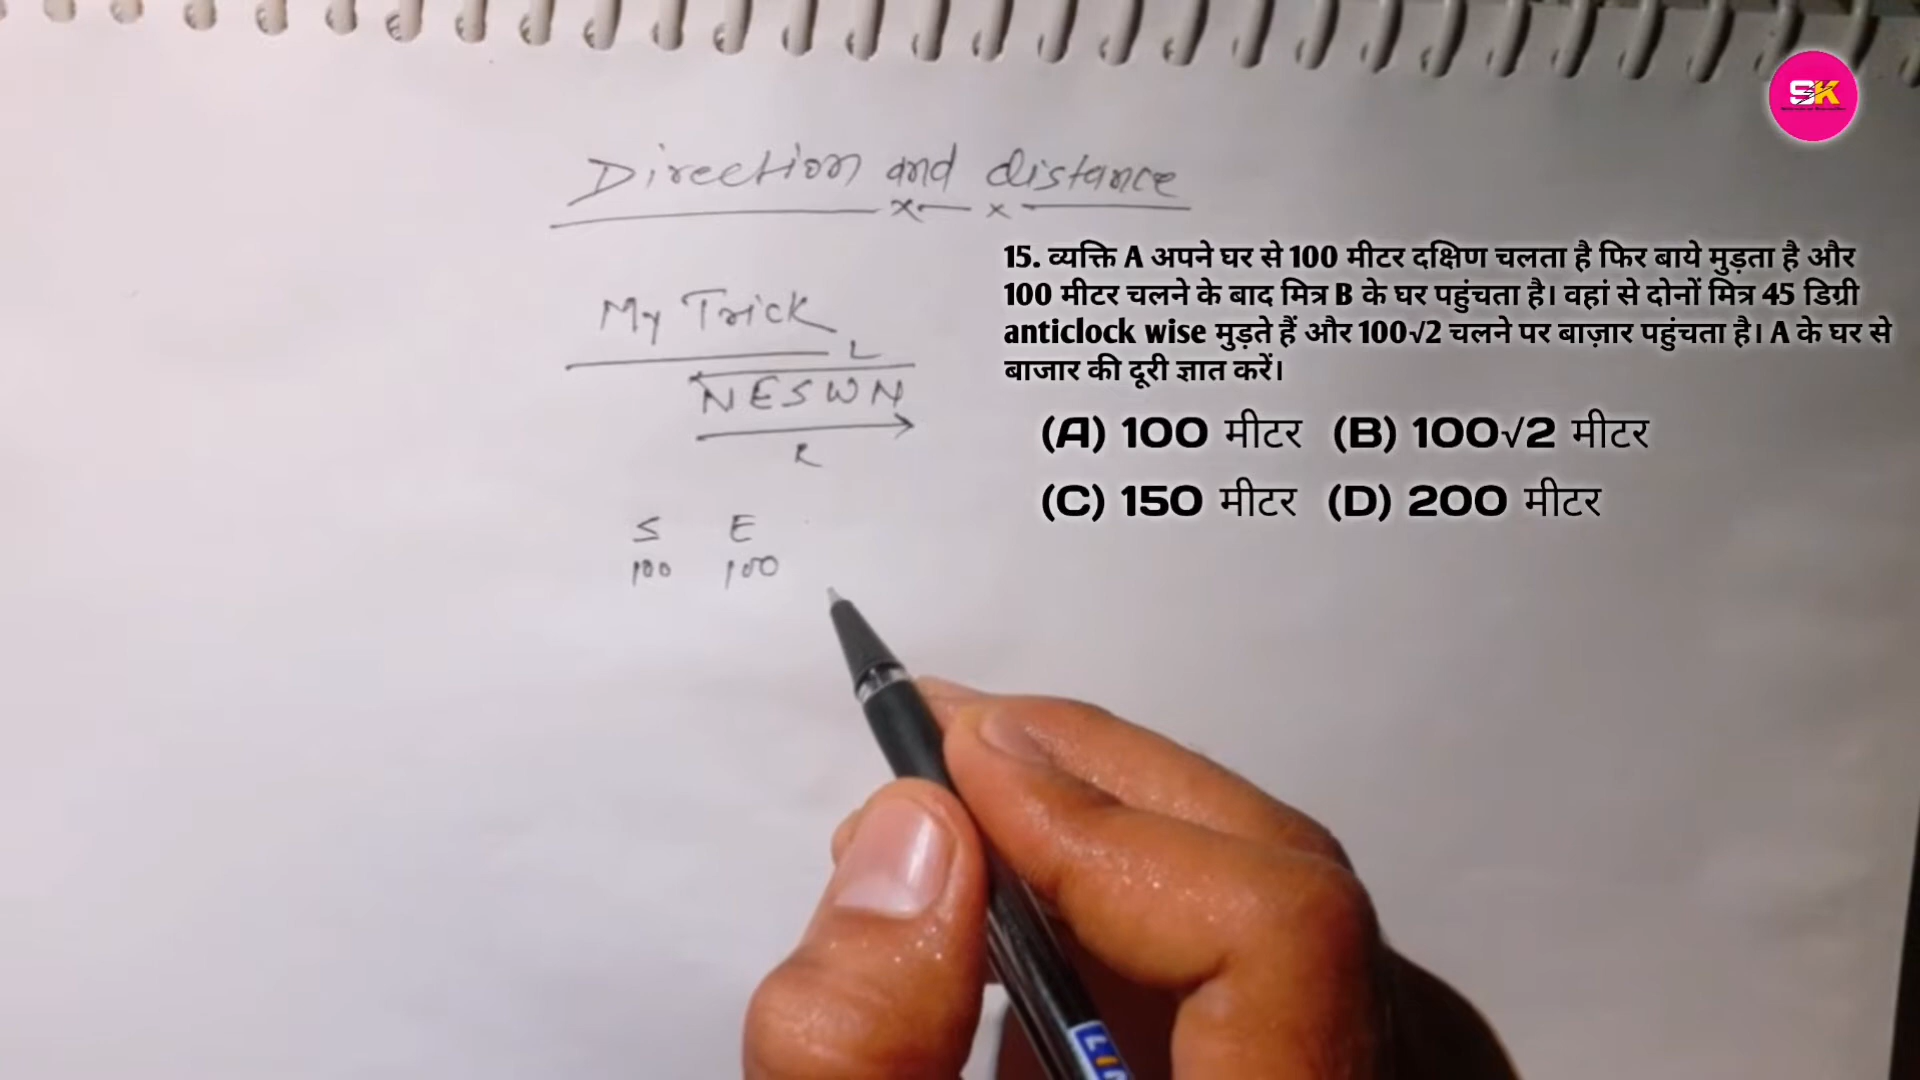 SK
Direction and distance
15. व्यक्ति A अपने घर से 100 मीटर दक्षिण चलता है फिर बाये मुड़ता है और
100 मीटर चलने के बाद मित्र B के घर पहुंचता है। वहां से दोनों मित्र 45 डिग्री
anticlock wise मुड़ते हैं और 100√2 चलने पर बाज़ार पहुंचता है। A के घर से
बाजार की दूरी ज्ञात करें।
(A) 100 मीटर (B) 100√2 मीटर
(C) 150 मीटर (D) 200 मीटर
My Trick
L
NESWN
R
S E
100 100